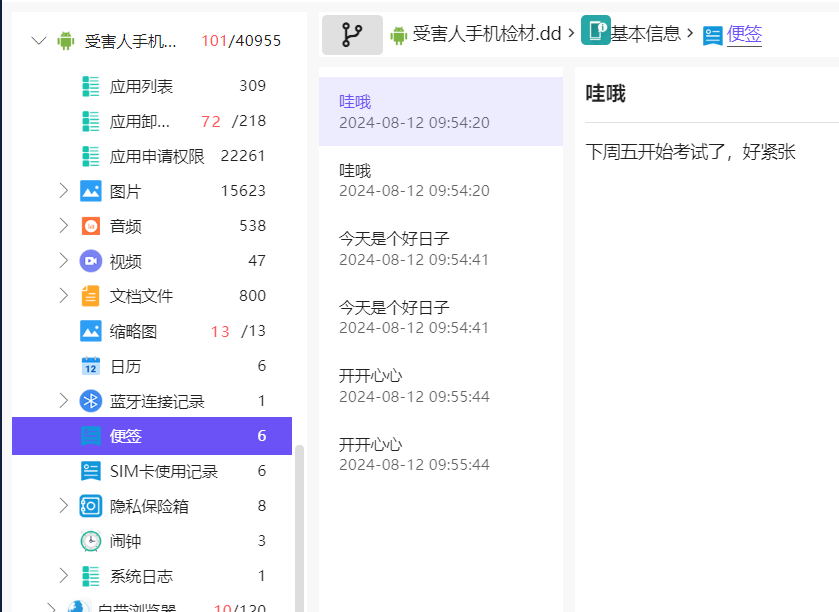 受害人手机... 101/40955
应用列表 309
应用卸... 72 /218
应用申请权限 22261
图片 15623
音频 538
视频 47
文档文件 800
缩略图 13 /13
12 日历 6
蓝牙连接记录 1
便签 6
SIM卡使用记录 6
隐私保险箱 8
闹钟 3
系统日志 1
自带浏览器 10/120
受害人手机检材.dd > 基本信息 > 便签
哇哦
2024-08-12 09:54:20
哇哦
2024-08-12 09:54:20
今天是个好日子
2024-08-12 09:54:41
今天是个好日子
2024-08-12 09:54:41
开开心心
2024-08-12 09:55:44
开开心心
2024-08-12 09:55:44
哇哦
下周五开始考试了，好紧张